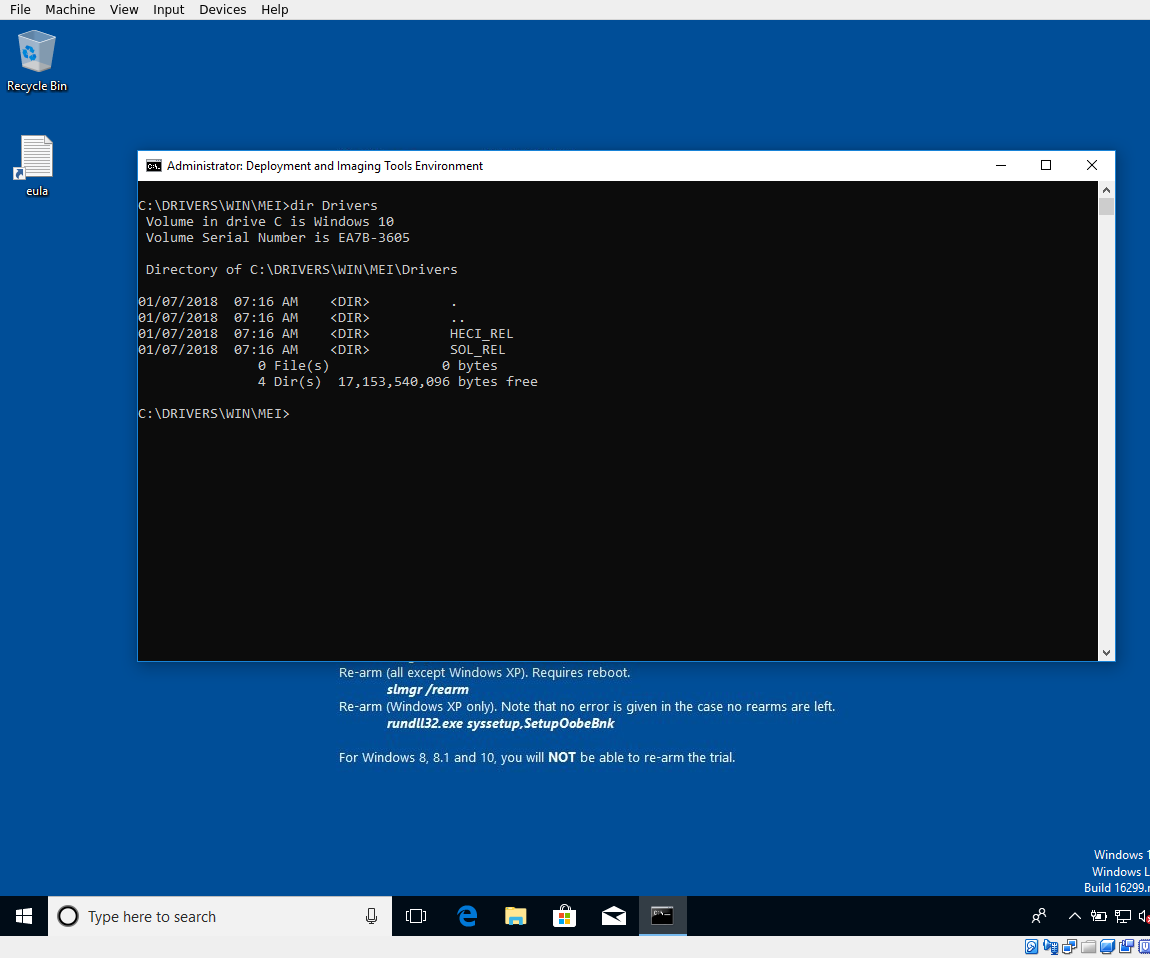 File Machine View Input Devices Help
Recycle Bin
eula
Administrator: Deployment and Imaging Tools Environment
C:\DRIVERS\WIN\MEI>dir Drivers
Volume in drive C is Windows 10
Volume Serial Number is EA7B-3605
Directory of C:\DRIVERS\WIN\MEI\Drivers
01/07/2018 07:16 AM <DIR> .
01/07/2018 07:16 AM <DIR> ..
01/07/2018 07:16 AM <DIR> HECI_REL
01/07/2018 07:16 AM <DIR> SOL_REL
0 File(s) 0 bytes
4 Dir(s) 17,153,540,096 bytes free
C:\DRIVERS\WIN\MEI>
Re-arm (all except Windows XP). Requires reboot.
slmgr /rearm
Re-arm (Windows XP only). Note that no error is given in the case no rearms are left.
rundll32.exe syssetup,SetupOobeBnk
For Windows 8, 8.1 and 10, you will NOT be able to re-arm the trial.
Windows 1
Windows L
Build 16299.
Type here to search